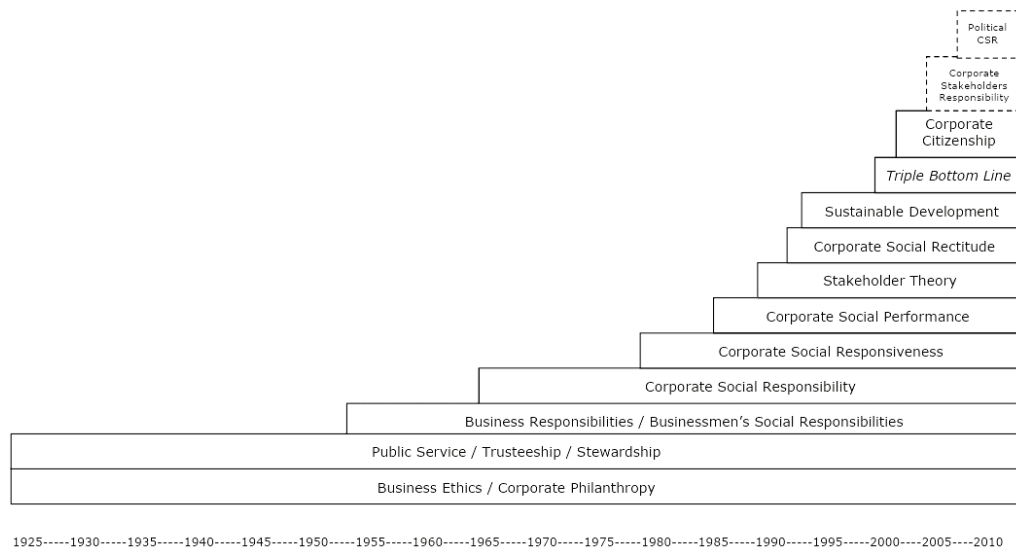 Political
CSR
Corporate
Stakeholders
Responsibility
Corporate
Citizenship
Triple Bottom Line
Sustainable Development
Corporate Social Rectitude
Stakeholder Theory
Corporate Social Performance
Corporate Social Responsiveness
Corporate Social Responsibility
Business Responsibilities / Businessmen’s Social Responsibilities
Public Service / Trusteeship / Stewardship
Business Ethics / Corporate Philanthropy
1925-----1930-----1935-----1940-----1945-----1950-----1955-----1960-----1965-----1970-----1975-----1980-----1985-----1990-----1995-----2000----2005----2010